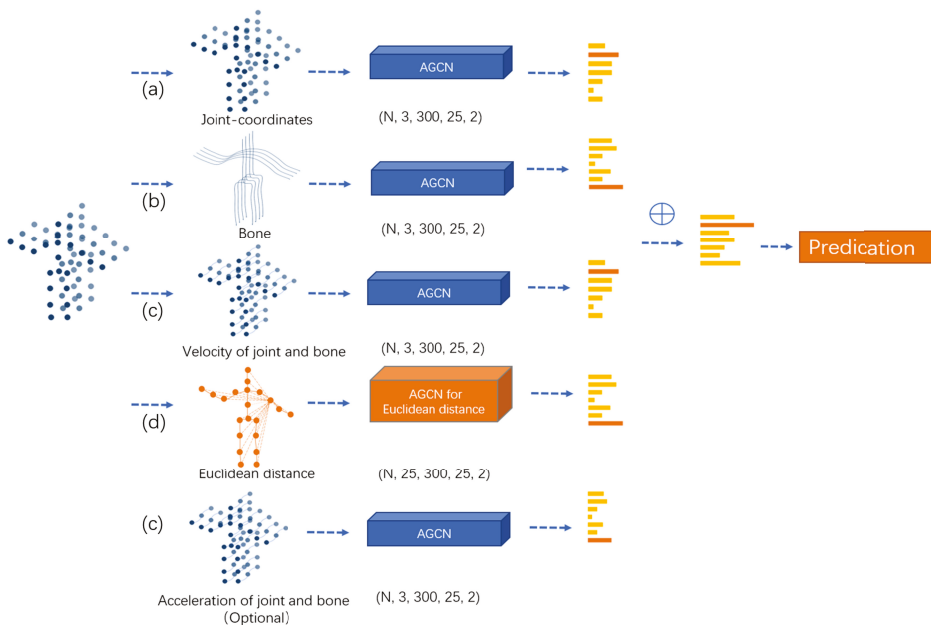 AGCN
(a)
Joint-coordinates
(N, 3, 300, 25, 2)
AGCN
(b)
Bone
(N, 3, 300, 25, 2)
Predication
AGCN
(c)
Velocity of joint and bone
(N, 3, 300, 25, 2)
AGCN for
Euclidean distance
(d)
Euclidean distance
(N, 25, 300, 25, 2)
(c)
AGCN
Acceleration of joint and bone
(Optional)
(N, 3, 300, 25, 2)